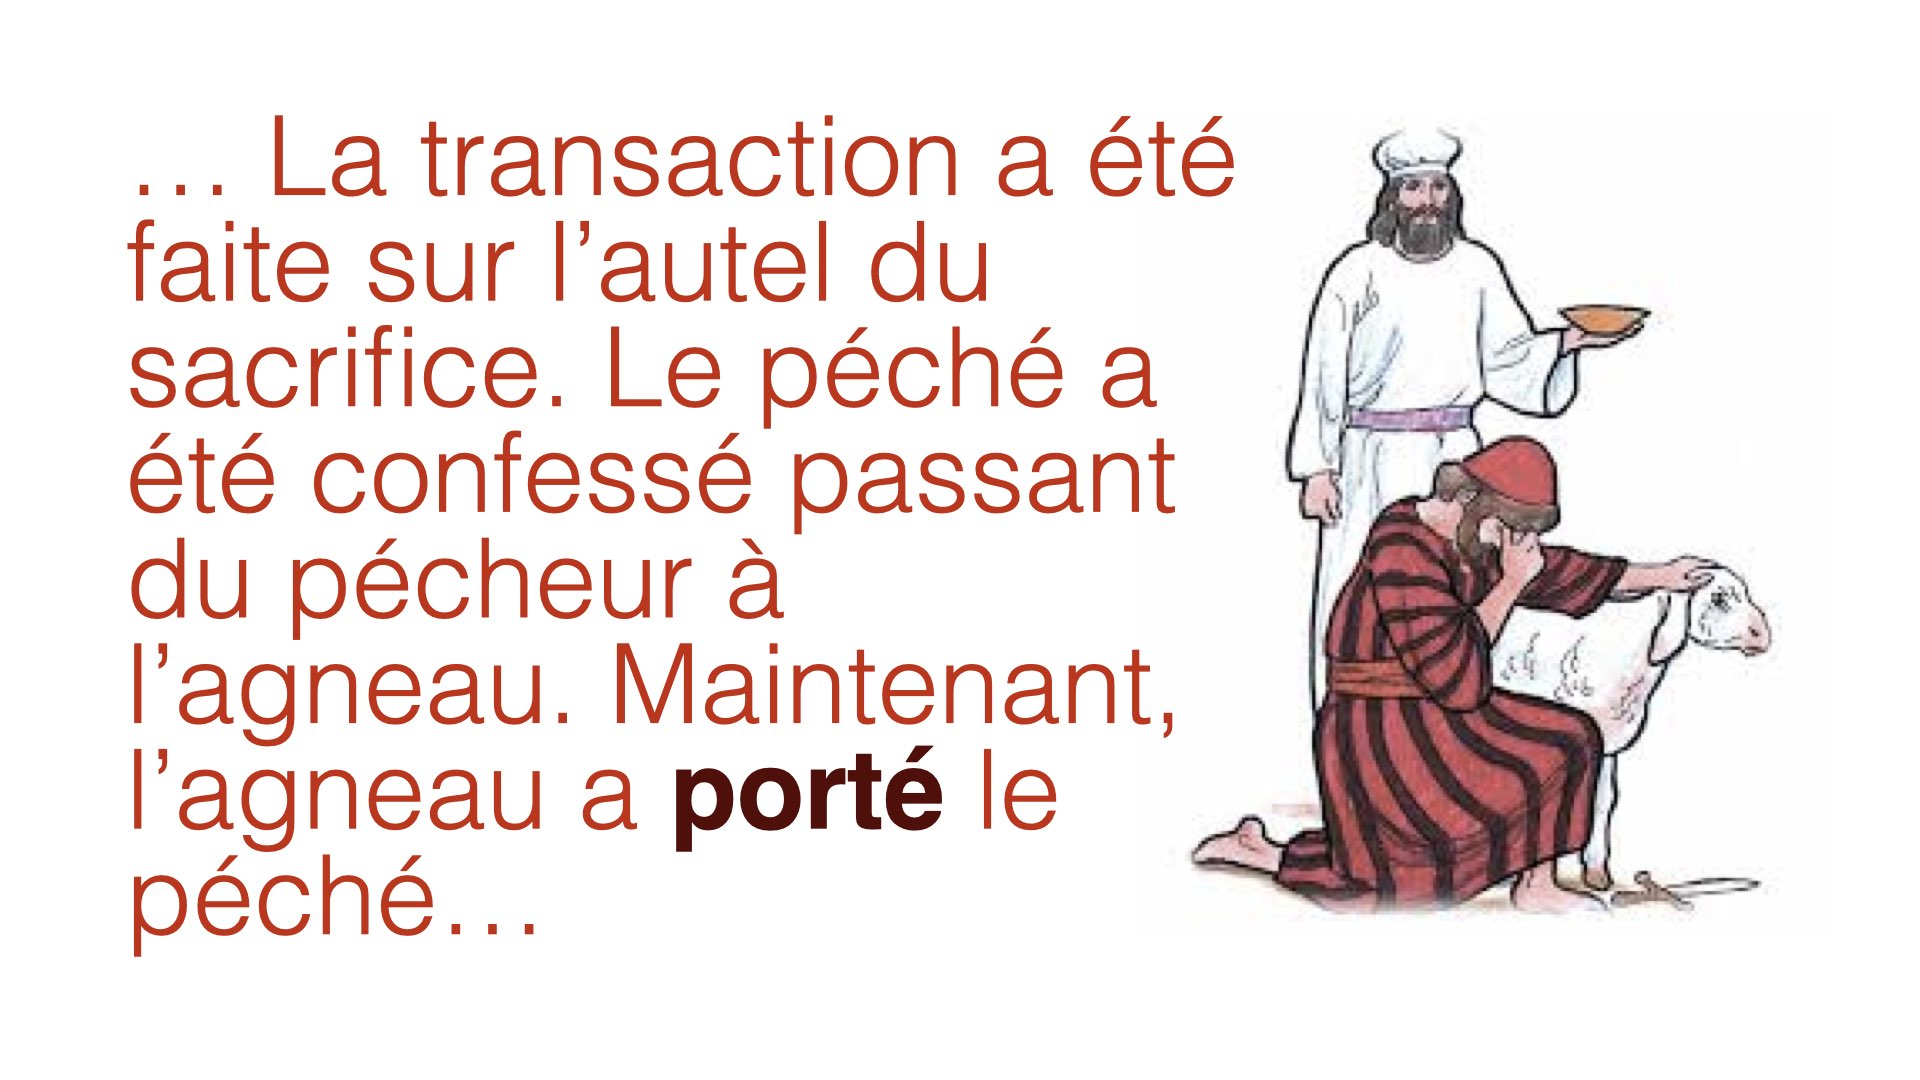 … La transaction a été
faite sur l’autel du
sacrifice. Le péché a
été confessé passant
du pécheur à
l’agneau. Maintenant,
l’agneau a porté le
péché…